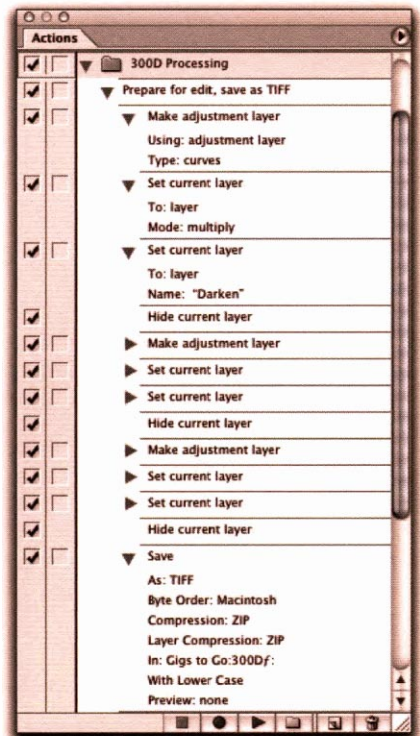 Actions
300D Processing
Prepare for edit, save as TIFF
Make adjustment layer
Using: adjustment layer
Type: curves
Set current layer
To: layer
Mode: multiply
Set current layer
To: layer
Name: “Darken”
Hide current layer
Make adjustment layer
Set current layer
Set current layer
Hide current layer
Make adjustment layer
Set current layer
Set current layer
Hide current layer
Save
As: TIFF
Byte Order: Macintosh
Compression: ZIP
Layer Compression: ZIP
In: Gigs to Go:300Dƒ:
With Lower Case
Preview: none